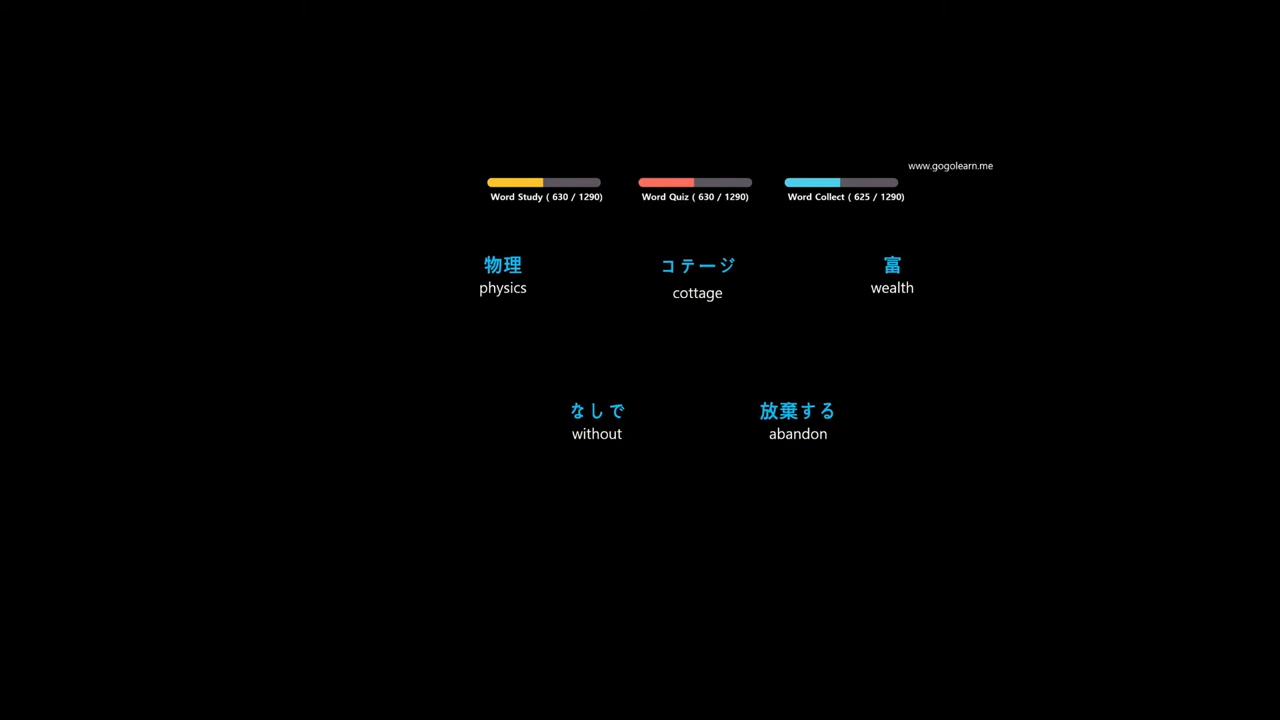 www.gogolearn.me
Word Study ( 630 / 1290)
Word Quiz ( 630 / 1290)
Word Collect ( 625 / 1290)
物理
physics
コテージ
cottage
富
wealth
なしで
without
放棄する
abandon